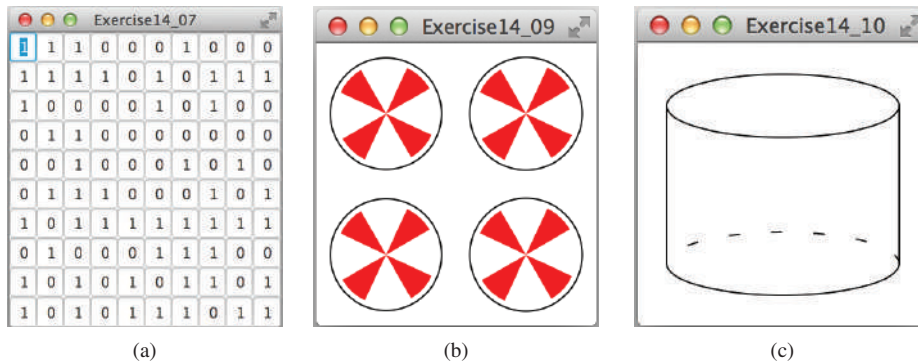 Exercise14_07
1 1 1 0 0 0 1 0 0 0
1 1 1 1 0 1 0 1 1 1
1 0 0 0 0 1 0 1 0 0
0 1 1 0 0 0 0 0 0 0
0 0 1 0 0 0 1 0 1 0
0 1 1 1 0 0 0 1 0 1
1 0 1 1 1 1 1 1 1 1
0 1 0 0 0 0 1 1 1 0 0
1 0 1 0 1 0 1 1 0 1
1 0 1 0 1 1 1 0 1 1
Exercise14_09
Exercise14_10
(a)
(b)
(c)